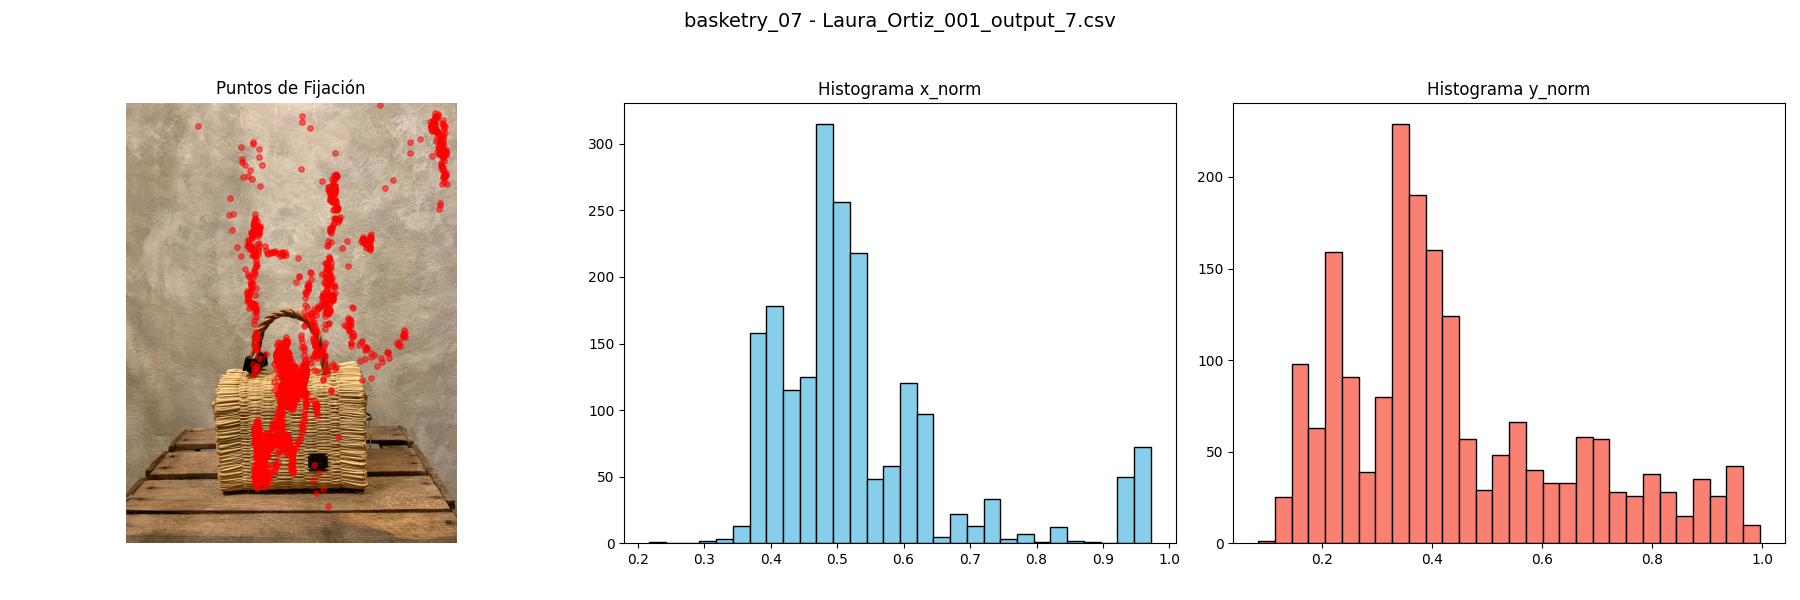 basketry_07 - Laura_Ortiz_001_output_7.csv
Puntos de Fijación
Histograma x_norm
Histograma y_norm
300
250
200
150
100
50
0
0.2 0.3 0.4 0.5 0.6 0.7 0.8 0.9 1.0
200
150
100
50
0
0.2 0.4 0.6 0.8 1.0